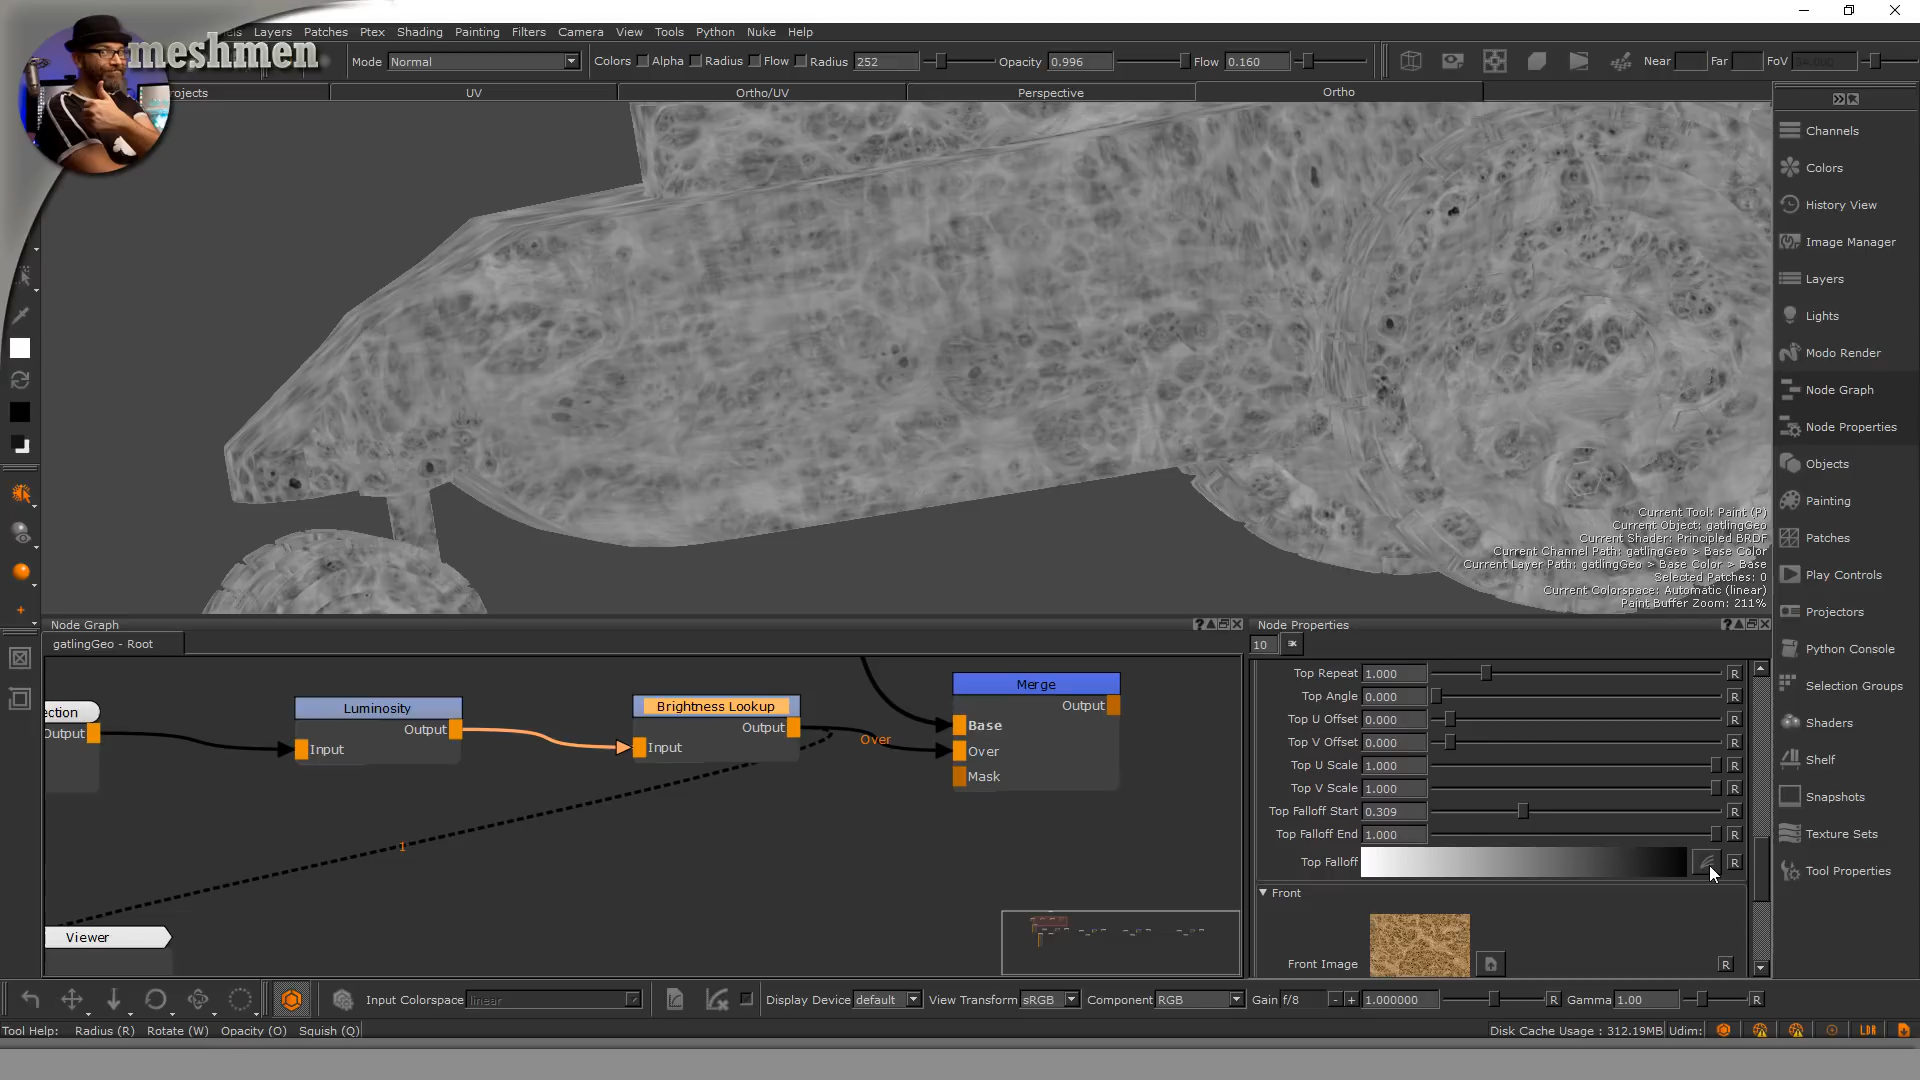 meshmen
Layers Patches Ptex Shading Painting Filters Camera View Tools Python Nuke Help
Mode Normal Colors Alpha Radius Flow Radius 252 Opacity 0.996 Flow 0.160 Near Far FoV
rojects UV Ortho/UV Perspective Ortho
Channels
Colors
History View
Image Manager
Layers
Lights
Modo Render
Node Graph
Node Properties
Objects
Painting
Patches
Play Controls
Projectors
Python Console
Selection Groups
Shaders
Shelf
Snapshots
Texture Sets
Tool Properties
Current Tool: Paint (P)
Current Object: gatlingGeo
Current Shader: Principled BRDF
Current Channel Path: gatlingGeo > Base Color
Current Layer Path: gatlingGeo > Base Color > Base
Selected Patches: 0
Current Colorspace: Automatic (linear)
Paint Buffer Zoom: 211%
Node Graph
gatlingGeo - Root
ection
Output
Luminosity
Output
Input
Brightness Lookup
Output
Input
Over
Merge
Output
Base
Over
Mask
1
Viewer
Node Properties
10
Top Repeat 1.000 R
Top Angle 0.000 R
Top U Offset 0.000 R
Top V Offset 0.000 R
Top U Scale 1.000 R
Top V Scale 1.000 R
Top Falloff Start 0.309 R
Top Falloff End 1.000 R
Top Falloff R
Front
Front Image R
Input Colorspace linear Display Device default View Transform sRGB Component RGB Gain f/8 - + 1.000000 R Gamma 1.00 R
Tool Help: Radius (R) Rotate (W) Opacity (O) Squish (Q) Disk Cache Usage : 312.19MB Udim: LDR